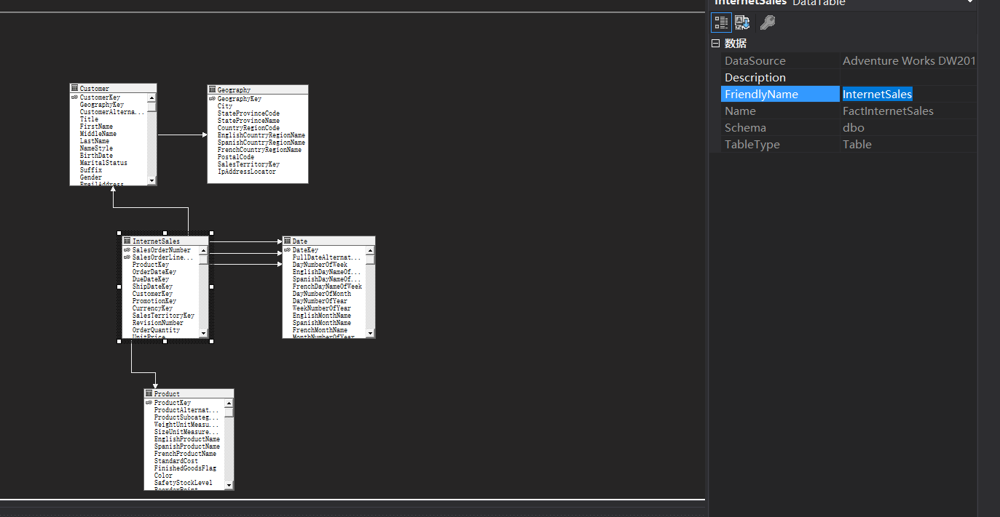 Customer
CustomerKey
GeographyKey
CustomerAlterna...
Title
FirstName
MiddleName
LastName
NameStyle
BirthDate
MaritalStatus
Suffix
Gender
EmailAddress
Geography
GeographyKey
City
StateProvinceCode
StateProvinceName
CountryRegionCode
EnglishCountryRegionName
SpanishCountryRegionName
FrenchCountryRegionName
PostalCode
SalesTerritoryKey
IpAddressLocator
InternetSales
SalesOrderNumber
SalesOrderLine...
ProductKey
OrderDateKey
DueDateKey
ShipDateKey
CustomerKey
PromotionKey
CurrencyKey
SalesTerritoryKey
RevisionNumber
OrderQuantity
UnitPrice
Date
DateKey
FullDateAlternat...
DayNumberOfWeek
EnglishDayNameOf...
SpanishDayNameOf...
FrenchDayNameOfWeek
DayNumberOfMonth
DayNumberOfYear
WeekNumberOfYear
EnglishMonthName
SpanishMonthName
FrenchMonthName
MonthNumberOfYear
Product
ProductKey
ProductAlternat...
ProductSubcateg...
WeightUnitMeasu...
SizeUnitMeasure...
EnglishProductName
SpanishProductName
FrenchProductName
StandardCost
FinishedGoodsFlag
Color
SafetyStockLevel
ReorderPoint
InternetSales DataTable
数据
DataSource Adventure Works DW201
Description
FriendlyName InternetSales
Name FactInternetSales
Schema dbo
TableType Table